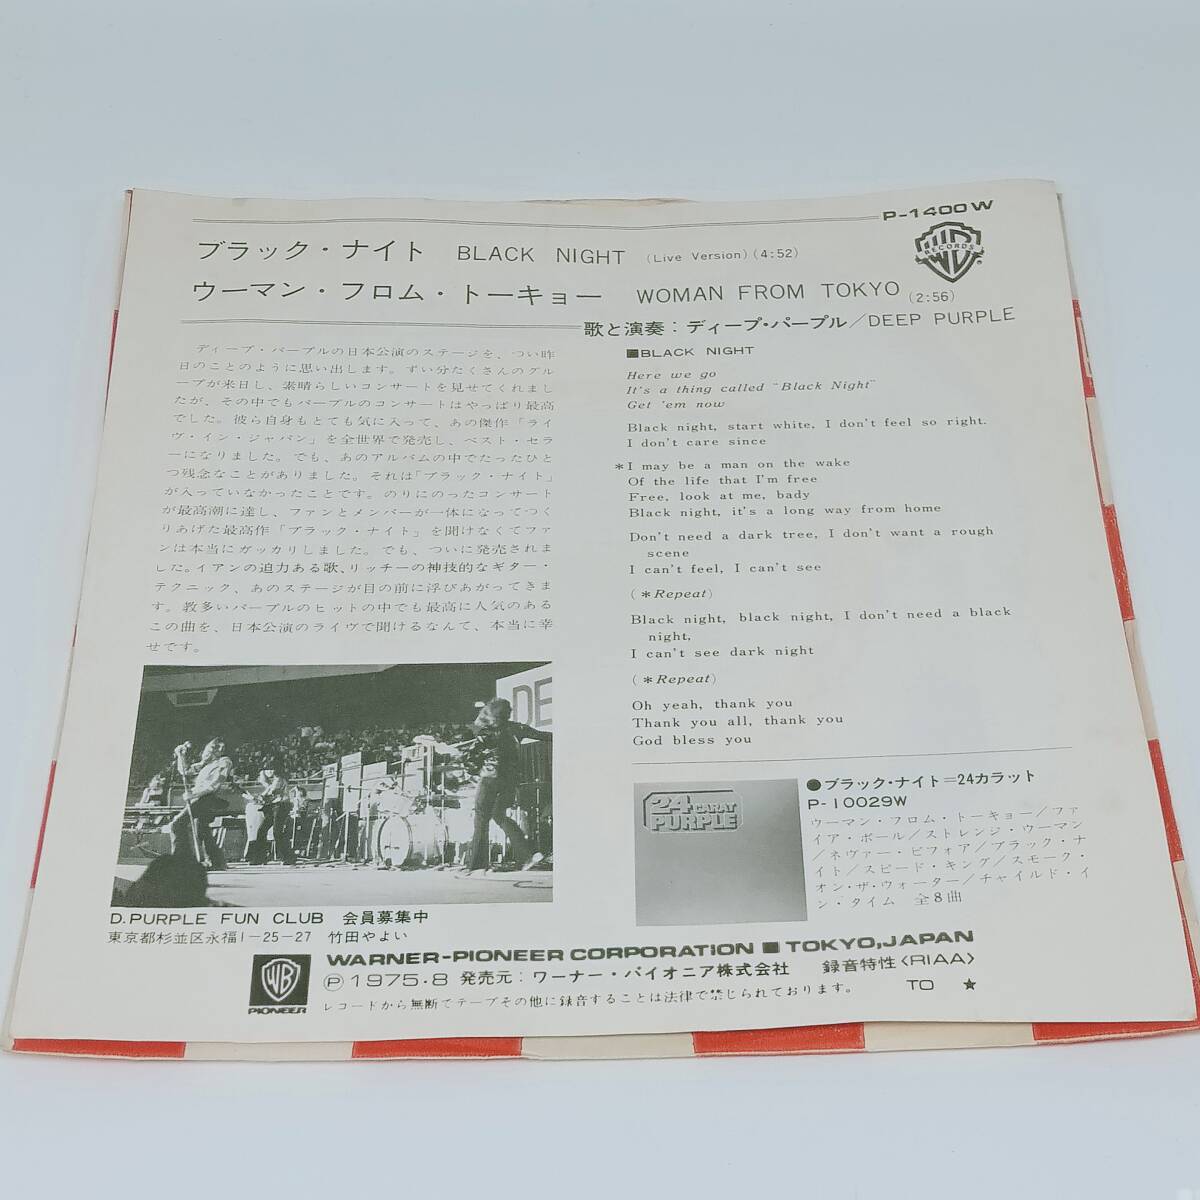 P-1400W
ブラック・ナイト BLACK NIGHT (Live Version) (4:52)
ウーマン・フロム・トーキョー WOMAN FROM TOKYO (2:56)
W RECORDS ®
歌と演奏：ディープ・パープル／DEEP PURPLE
ディープ・パープルの日本公演のステージを、つい昨
日のことのように思い出します。ずい分たくさんのグル
ープが来日し、素晴らしいコンサートを見せてくれまし
たが、その中でもパープルのコンサートはやっぱり最高
でした。彼ら自身もとても気に入って、あの傑作「ライ
ヴ・イン・ジャパン」を全世界で発売し、ベスト・セラ
ーになりました。でも、あのアルバムの中でたったひと
つ残念なことがありました。それは「ブラック・ナイト」
が入っていなかったことです。のりにのったコンサート
が最高潮に達し、ファンとメンバーが一体になってつく
りあげた最高作「ブラック・ナイト」を聞けなくてファ
ンは本当にガッカリしました。でも、ついに発売されま
した。イアンの迫力ある歌、リッチーの神技的なギター・
テクニック、あのステージが目の前に浮びあがってきま
す。数多いパープルのヒットの中でも最高に人気のある
この曲を、日本公演のライヴで聞けるなんて、本当に幸
せです。
■BLACK NIGHT
Here we go
It's a thing called "Black Night"
Get 'em now
Black night, start white, I don't feel so right.
I don't care since
*I may be a man on the wake
Of the life that I'm free
Free, look at me, bady
Black night, it's a long way from home
Don't need a dark tree, I don't want a rough
scene
I can't feel, I can't see
(*Repeat)
Black night, black night, I don't need a black
night,
I can't see dark night
(*Repeat)
Oh yeah, thank you
Thank you all, thank you
God bless you
DE
D. PURPLE FUN CLUB 会員募集中
東京都杉並区永福1-25-27 竹田やよい
24 CARAT
PURPLE
●ブラック・ナイト=24カラット
P-10029W
ウーマン・フロム・トーキョー/ファ
イア・ボール/ストレンジ・ウーマン
/ネヴァー・ビフォア/ブラック・ナ
イト/スピード・キング/スモーク・
オン・ザ・ウォーター/チャイルド・イ
ン・タイム 全8曲
WB
PIONEER
WARNER-PIONEER CORPORATION ■ TOKYO, JAPAN
Ⓟ1975・8 発売元：ワーナー・パイオニア株式会社 録音特性〈RIAA〉
レコードから無断でテープその他に録音することは法律で禁じられております。 TO ★